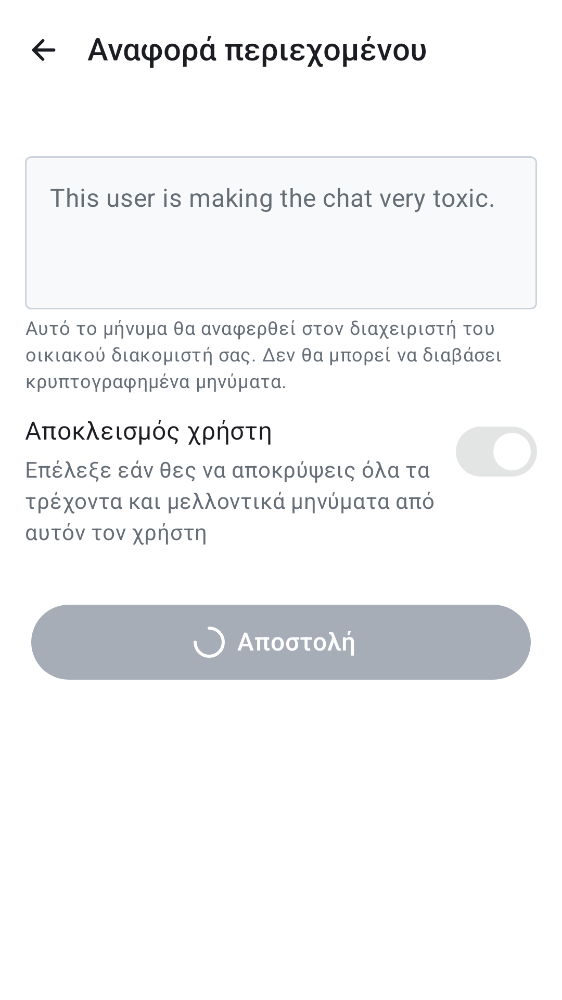 Αναφορά περιεχομένου
This user is making the chat very toxic.
Αυτό το μήνυμα θα αναφερθεί στον διαχειριστή του
οικιακού διακομιστή σας. Δεν θα μπορεί να διαβάσει
κρυπτογραφημένα μηνύματα.
Αποκλεισμός χρήστη
Επέλεξε εάν θες να αποκρύψεις όλα τα
τρέχοντα και μελλοντικά μηνύματα από
αυτόν τον χρήστη
Αποστολή